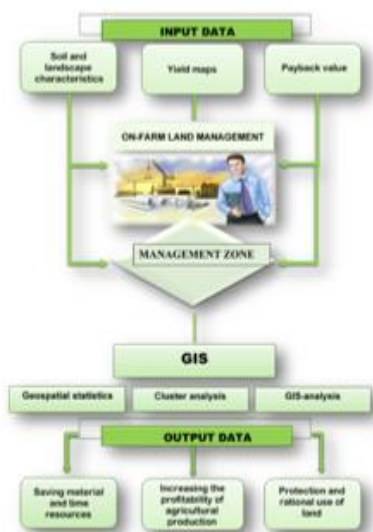 INPUT DATA
Soil and
landscape
characteristics
Yield maps
Payback value
ON-FARM LAND MANAGEMENT
MANAGEMENT ZONE
GIS
Geospatial statistics
Cluster analysis
GIS-analysis
OUTPUT DATA
Saving material
and time
resources
Increasing the
profitability of
agricultural
production
Protection and
rational use of
land